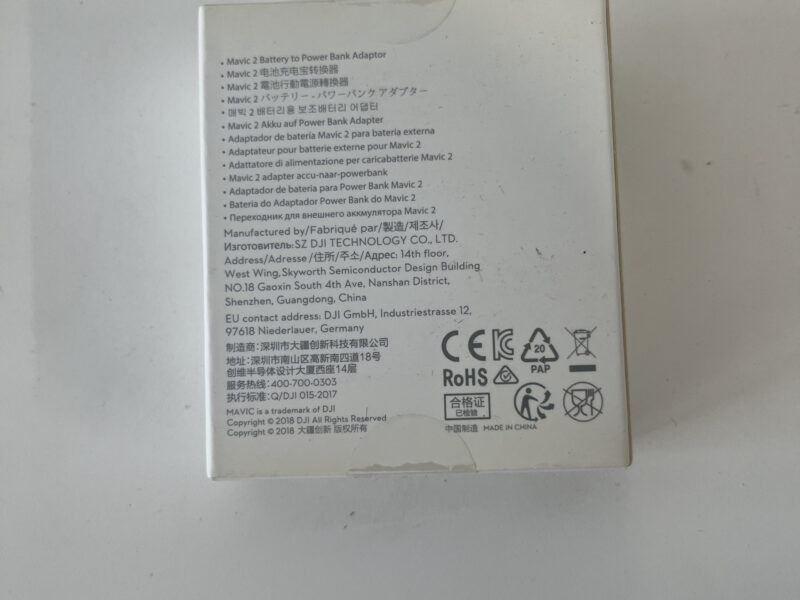 • Mavic 2 Battery to Power Bank Adaptor
• Mavic 2 电池充电宝转换器
• Mavic 2 電池行動電源轉換器
• Mavic 2 バッテリー - パワーバンク アダプター
• 매빅 2 배터리용 보조배터리 어댑터
• Mavic 2 Akku auf Power Bank Adapter
• Adaptador de batería Mavic 2 para batería externa
• Adaptateur pour batterie externe pour Mavic 2
• Adattatore di alimentazione per caricabatterie Mavic 2
• Mavic 2 adapter accu-naar-powerbank
• Adaptador de bateria para Power Bank Mavic 2
• Bateria do Adaptador Power Bank do Mavic 2
• Переходник для внешнего аккумулятора Mavic 2
Manufactured by/Fabriqué par/製造/제조사/
Изготовитель:SZ DJI TECHNOLOGY CO., LTD.
Address/Adresse/住所/주소/Адрес: 14th floor,
West Wing,Skyworth Semiconductor Design Building
NO.18 Gaoxin South 4th Ave, Nanshan District,
Shenzhen, Guangdong, China
EU contact address: DJI GmbH, Industriestrasse 12,
97618 Niederlauer, Germany
制造商:深圳市大疆创新科技有限公司
地址:深圳市南山区高新南四道18号
创维半导体设计大厦西座14层
服务热线:400-700-0303
执行标准:Q/DJI 015-2017
MAVIC is a trademark of DJI
Copyright © 2018 DJI All Rights Reserved
Copyright © 2018 大疆创新 版权所有
CE
20
PAP
RoHS
合格证
已检验
中国制造 MADE IN CHINA